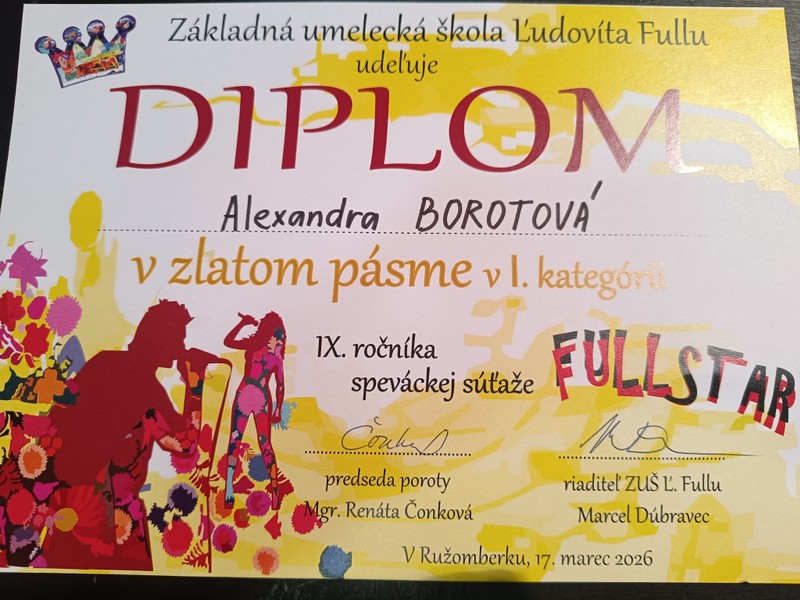 Základná umelecká škola Ľudovíta Fullu
udeľuje
DIPLOM
Alexandra BOROTOVÁ
v zlatom pásme v I. kategórii
IX. ročníka
speváckej súťaže
FULLSTAR
predseda poroty
Mgr. Renáta Čonková
riaditeľ ZUŠ Ľ. Fullu
Marcel Dúbravec
V Ružomberku, 17. marec 2026